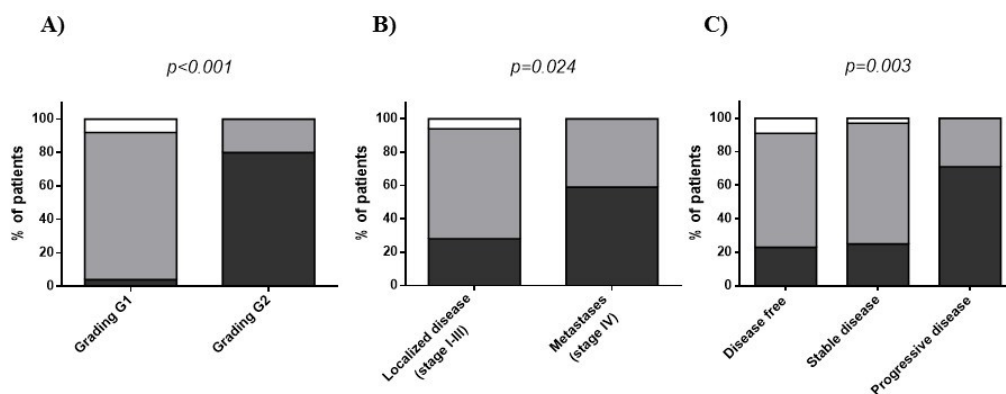 A)
p<0.001
% of patients
100
80
60
40
20
0
Grading G1
Grading G2
B)
p=0.024
% of patients
100
80
60
40
20
0
Localized disease
(stage I-III)
Metastases
(stage IV)
C)
p=0.003
% of patients
100
80
60
40
20
0
Disease free
Stable disease
Progressive disease